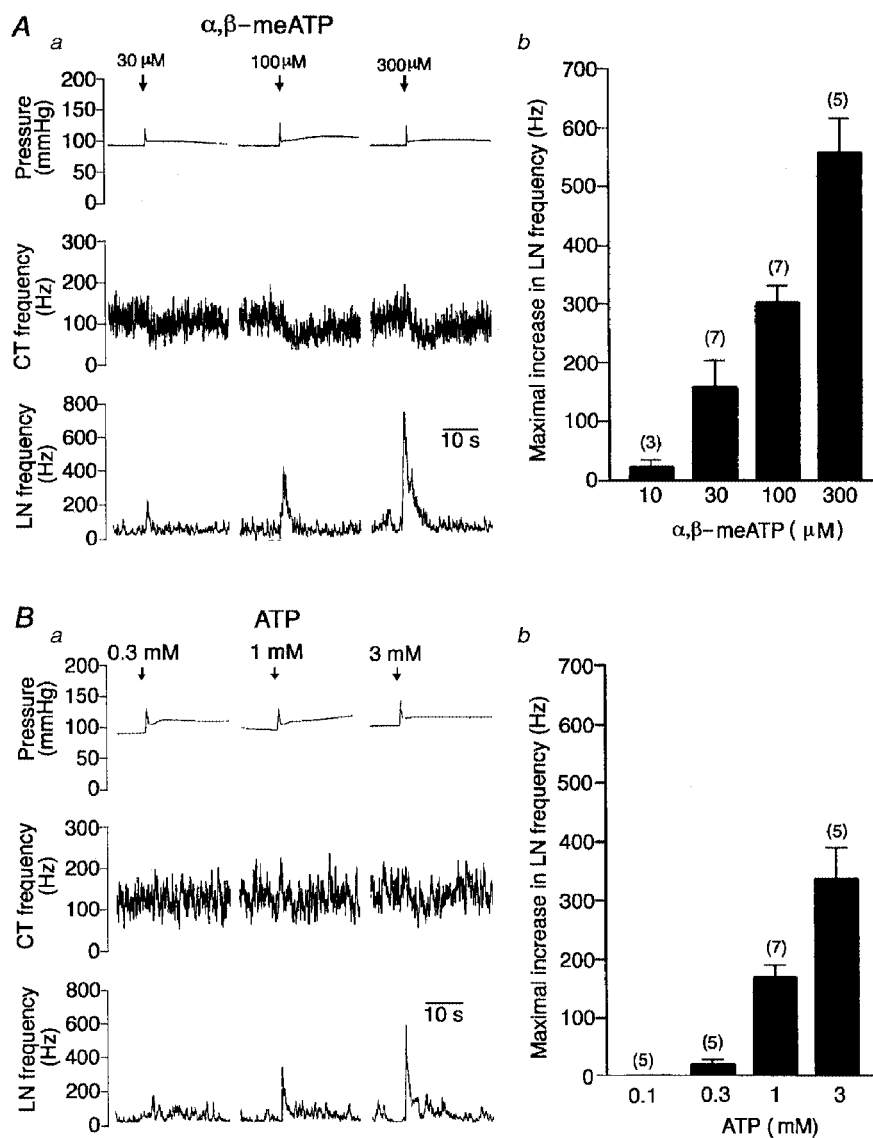 A
α,β-meATP
a
30 µM
100 µM
300 µM
200
150
100
50
0
Pressure
(mmHg)
300
200
100
0
CT frequency
(Hz)
800
600
400
200
0
LN frequency
(Hz)
10 s
b
700
600
500
400
300
200
100
0
Maximal increase in LN frequency (Hz)
(3)
(7)
(7)
(5)
10
30
100
300
α,β-meATP ( µM)
B
ATP
a
0.3 mM
1 mM
3 mM
200
150
100
50
0
Pressure
(mmHg)
300
200
100
0
CT frequency
(Hz)
800
600
400
200
0
LN frequency
(Hz)
10 s
b
700
600
500
400
300
200
100
0
Maximal increase in LN frequency (Hz)
(5)
(5)
(7)
(5)
0.1
0.3
1
3
ATP (mM)